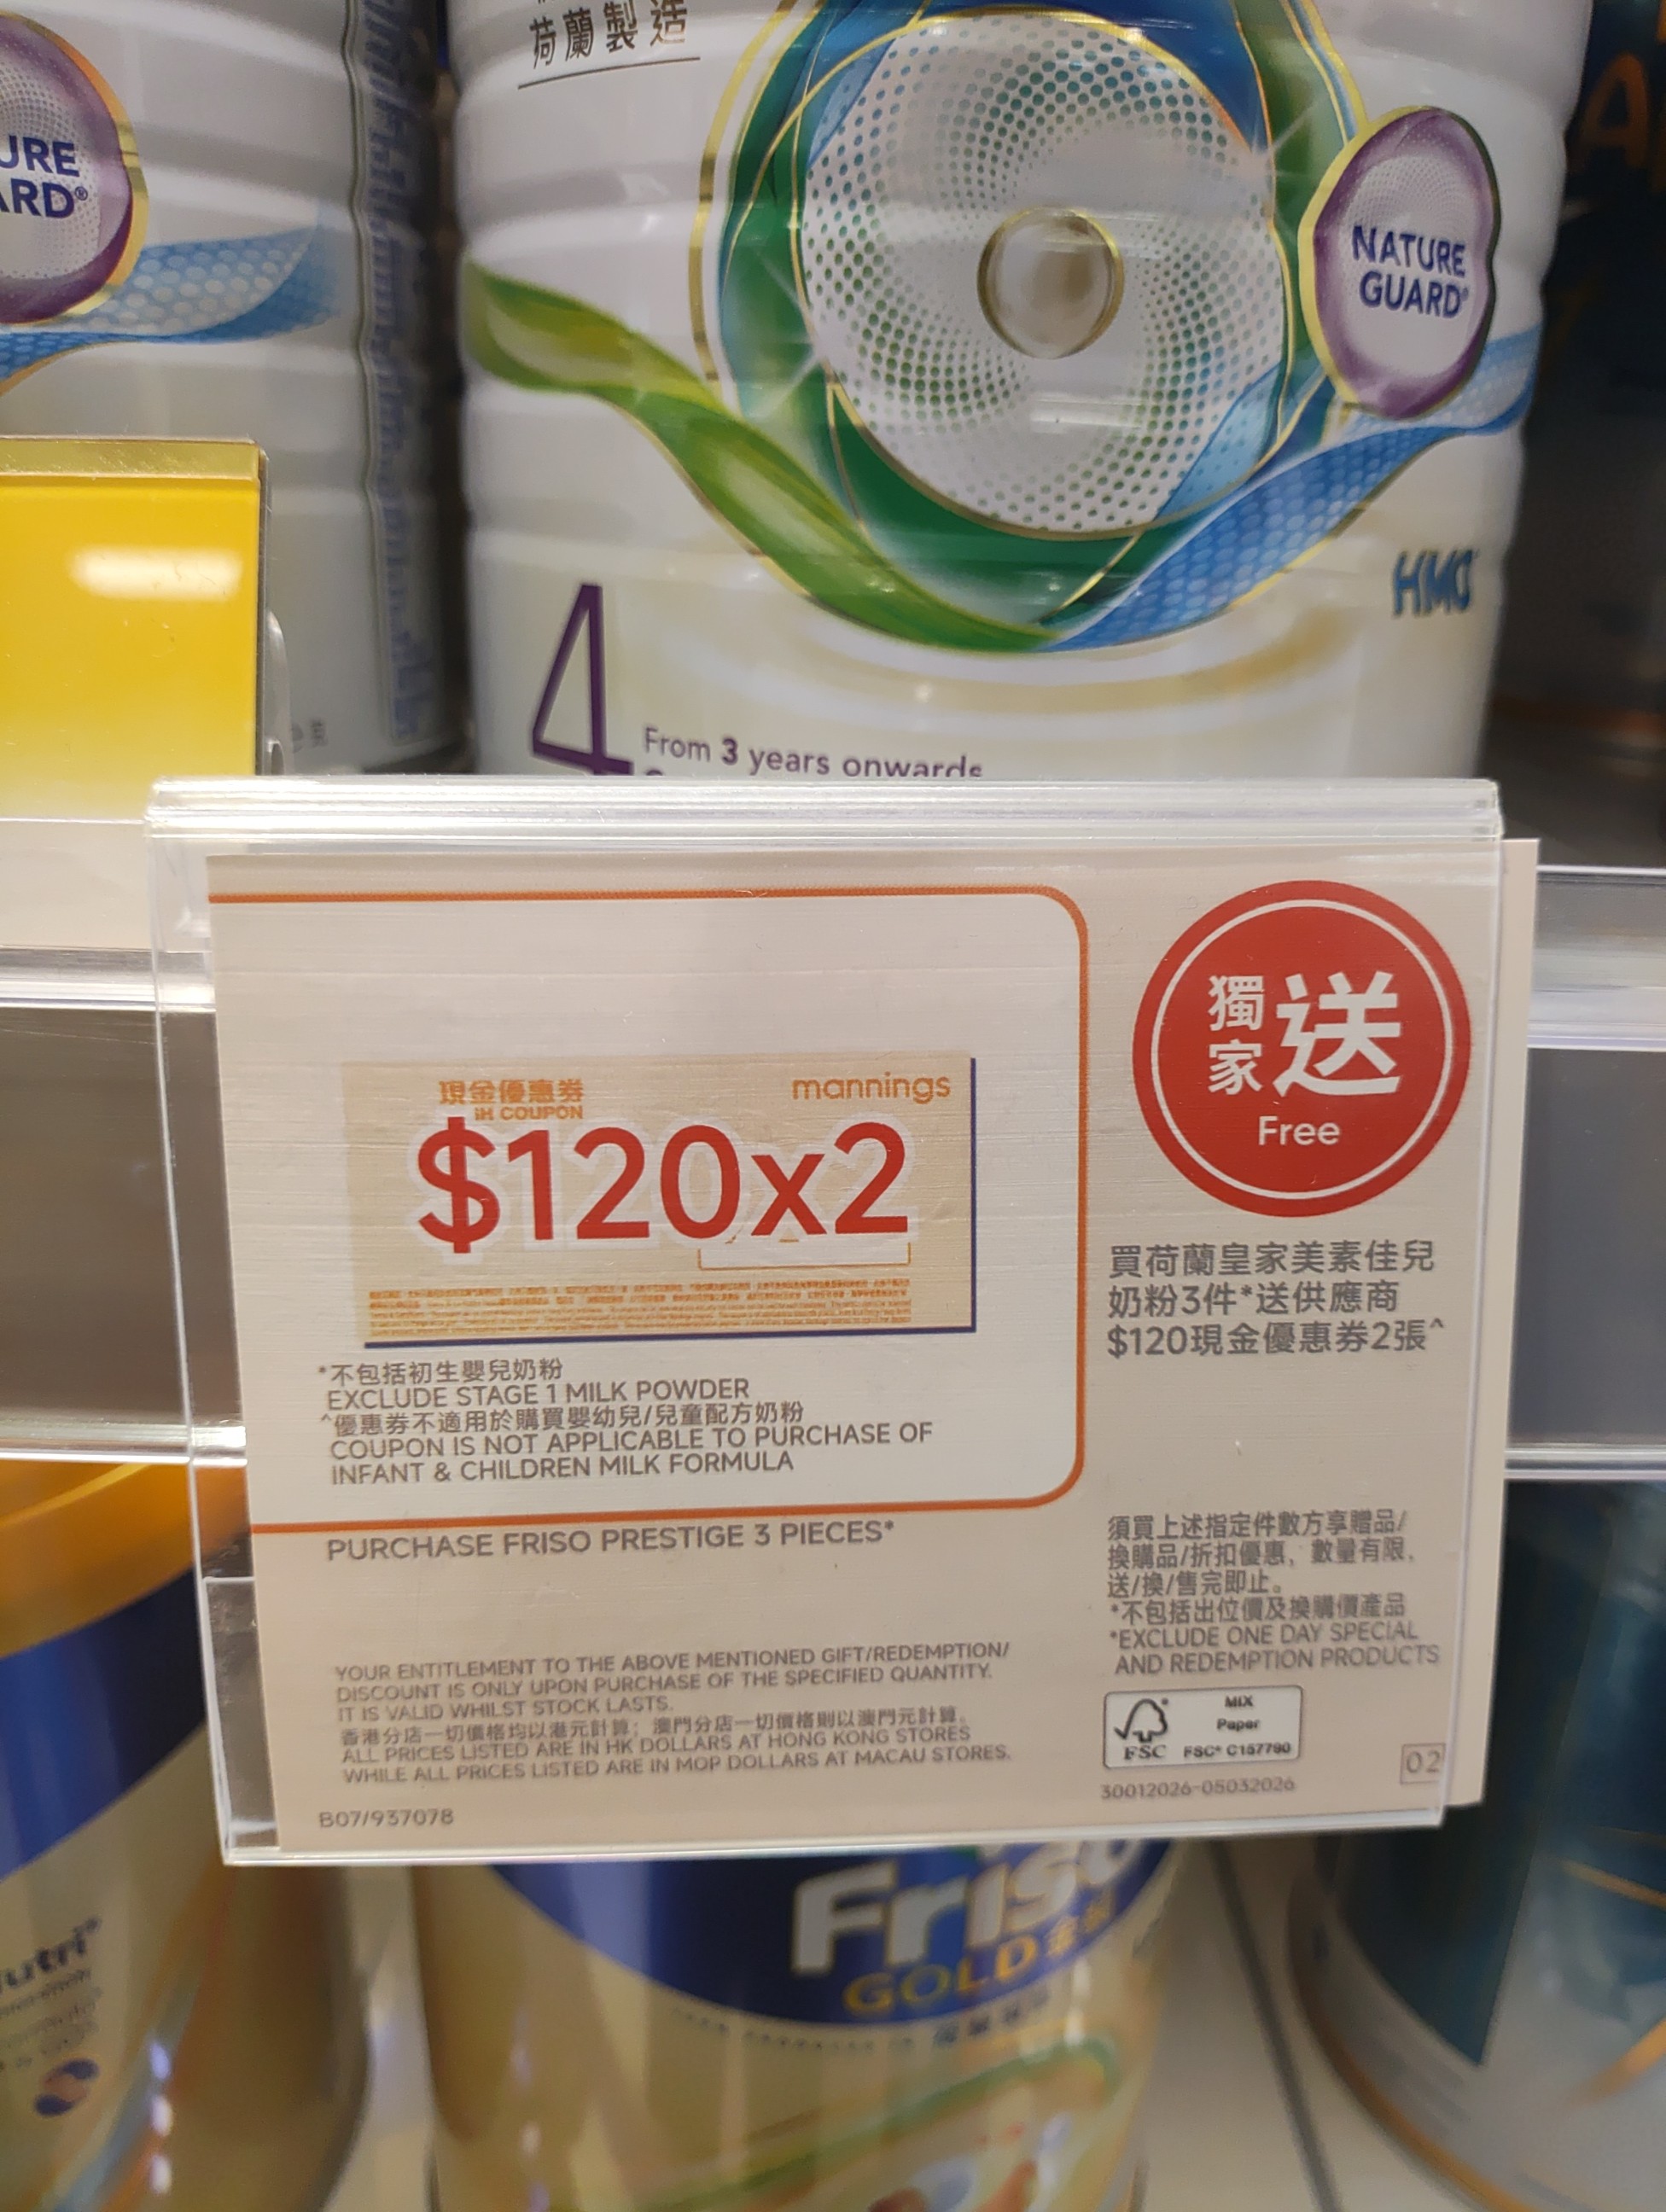 荷蘭製造
URE
ARD®
NATURE
GUARD®
HMO
4
From 3 years onwards
現金優惠券
mannings
IH COUPON
$120x2
*不包括初生嬰兒奶粉
EXCLUDE STAGE 1 MILK POWDER
^優惠券不適用於購買嬰幼兒/兒童配方奶粉
COUPON IS NOT APPLICABLE TO PURCHASE OF
INFANT & CHILDREN MILK FORMULA
PURCHASE FRISO PRESTIGE 3 PIECES*
YOUR ENTITLEMENT TO THE ABOVE MENTIONED GIFT/REDEMPTION/
DISCOUNT IS ONLY UPON PURCHASE OF THE SPECIFIED QUANTITY.
IT IS VALID WHILST STOCK LASTS.
香港分店一切價格均以港元計算；澳門分店一切價格則以澳門元計算。
ALL PRICES LISTED ARE IN HK DOLLARS AT HONG KONG STORES
WHILE ALL PRICES LISTED ARE IN MOP DOLLARS AT MACAU STORES.
B07/937078
獨家送
Free
買荷蘭皇家美素佳兒
奶粉3件*送供應商
$120現金優惠券2張^
須買上述指定件數方享贈品/
換購品/折扣優惠，數量有限，
送/換/售完即止。
*不包括出位價及換購價產品
*EXCLUDE ONE DAY SPECIAL
AND REDEMPTION PRODUCTS
MIX
Paper
FSC
FSC® C157790
02
30012026-05032026
Friso
GOLD 金裝
utri®